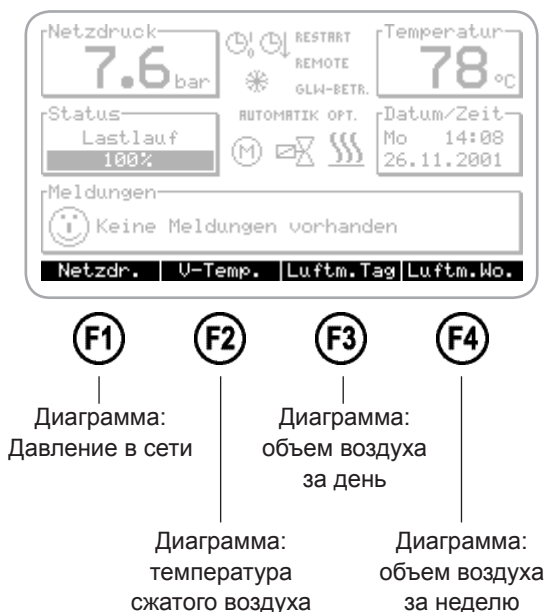 Netzdruck
7.6 bar
RESTART
REMOTE
GLW-BETR.
Temperatur
78 °C
Status
Lastlauf
100%
AUTOMATIK OPT.
M
Datum/Zeit
Mo 14:08
26.11.2001
Meldungen
Keine Meldungen vorhanden
Netzdr. V-Temp. Luftm.Tag Luftm.Wo.
F1 F2 F3 F4
Диаграмма:
Давление в сети
Диаграмма:
объем воздуха
за день
Диаграмма:
температура
сжатого воздуха
Диаграмма:
объем воздуха
за неделю